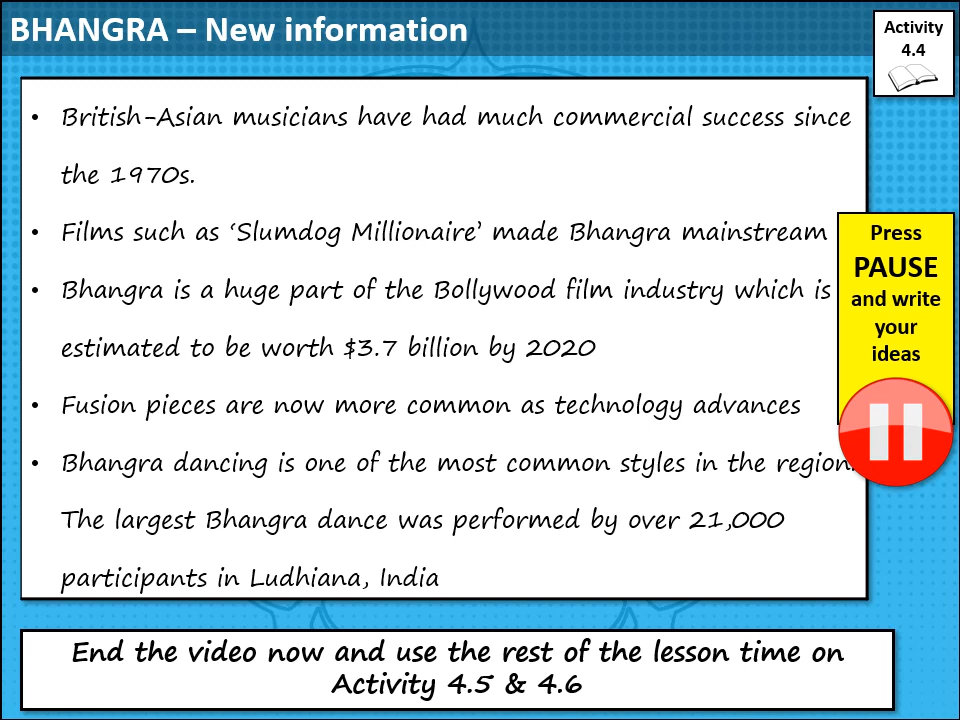 BHANGRA – New information
Activity
4.4
• British-Asian musicians have had much commercial success since
the 1970s.
• Films such as ‘Slumdog Millionaire’ made Bhangra mainstream
• Bhangra is a huge part of the Bollywood film industry which is
estimated to be worth $3.7 billion by 2020
• Fusion pieces are now more common as technology advances
• Bhangra dancing is one of the most common styles in the region.
The largest Bhangra dance was performed by over 21,000
participants in Ludhiana, India
Press
PAUSE
and write
your
ideas
End the video now and use the rest of the lesson time on
Activity 4.5 & 4.6